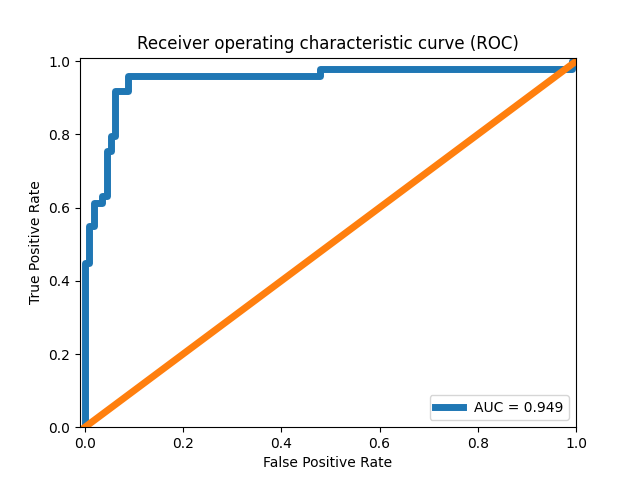 Receiver operating characteristic curve (ROC)
1.0
0.8
0.6
0.4
0.2
0.0
True Positive Rate
AUC = 0.949
0.0 0.2 0.4 0.6 0.8 1.0
False Positive Rate